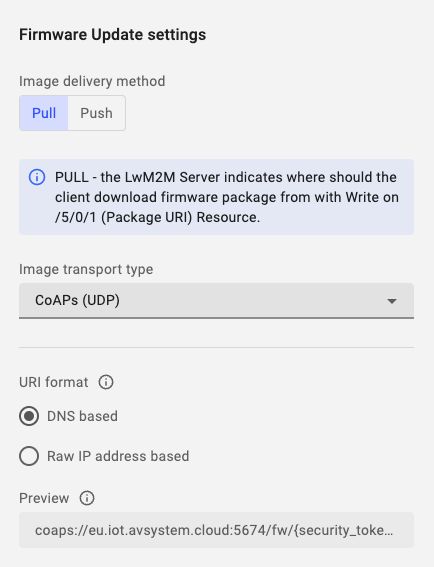 Firmware Update settings
Image delivery method
Pull Push
PULL - the LwM2M Server indicates where should the
client download firmware package from with Write on
/5/0/1 (Package URI) Resource.
Image transport type
CoAPs (UDP)
URI format
DNS based
Raw IP address based
Preview
coaps://eu.iot.avsystem.cloud:5674/fw/{security_toke...